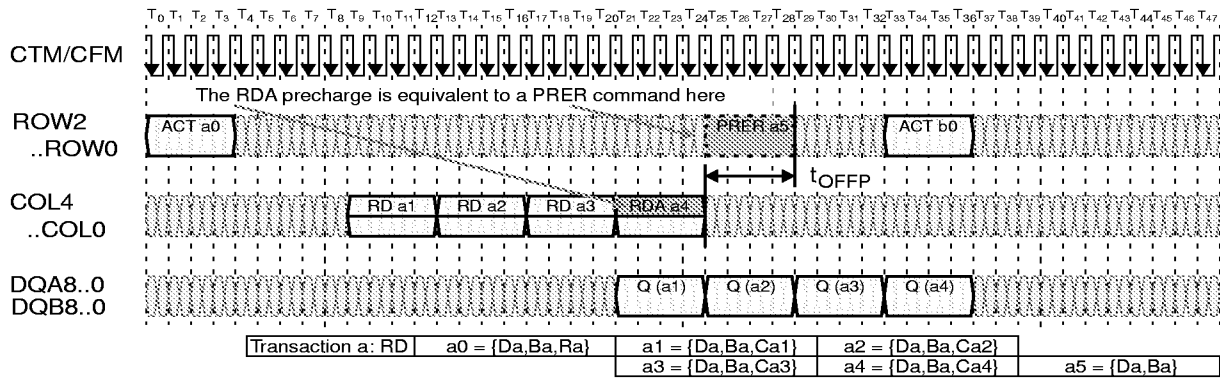 T0 T1 T2 T3 T4 T5 T6 T7 T8 T9 T10 T11 T12 T13 T14 T15 T16 T17 T18 T19 T20 T21 T22 T23 T24 T25 T26 T27 T28 T29 T30 T31 T32 T33 T34 T35 T36 T37 T38 T39 T40 T41 T42 T43 T44 T45 T46 T47
CTM/CFM
The RDA precharge is equivalent to a PRER command here
ROW2 ACT a0 PRER a5 ACT b0
..ROW0
tOFFP
COL4 RD a1 RD a2 RD a3 RDA a4
..COL0
DQA8..0 Q (a1) Q (a2) Q (a3) Q (a4)
DQB8..0
Transaction a: RD a0 = {Da,Ba,Ra} a1 = {Da,Ba,Ca1} a2 = {Da,Ba,Ca2}
a3 = {Da,Ba,Ca3} a4 = {Da,Ba,Ca4} a5 = {Da,Ba}